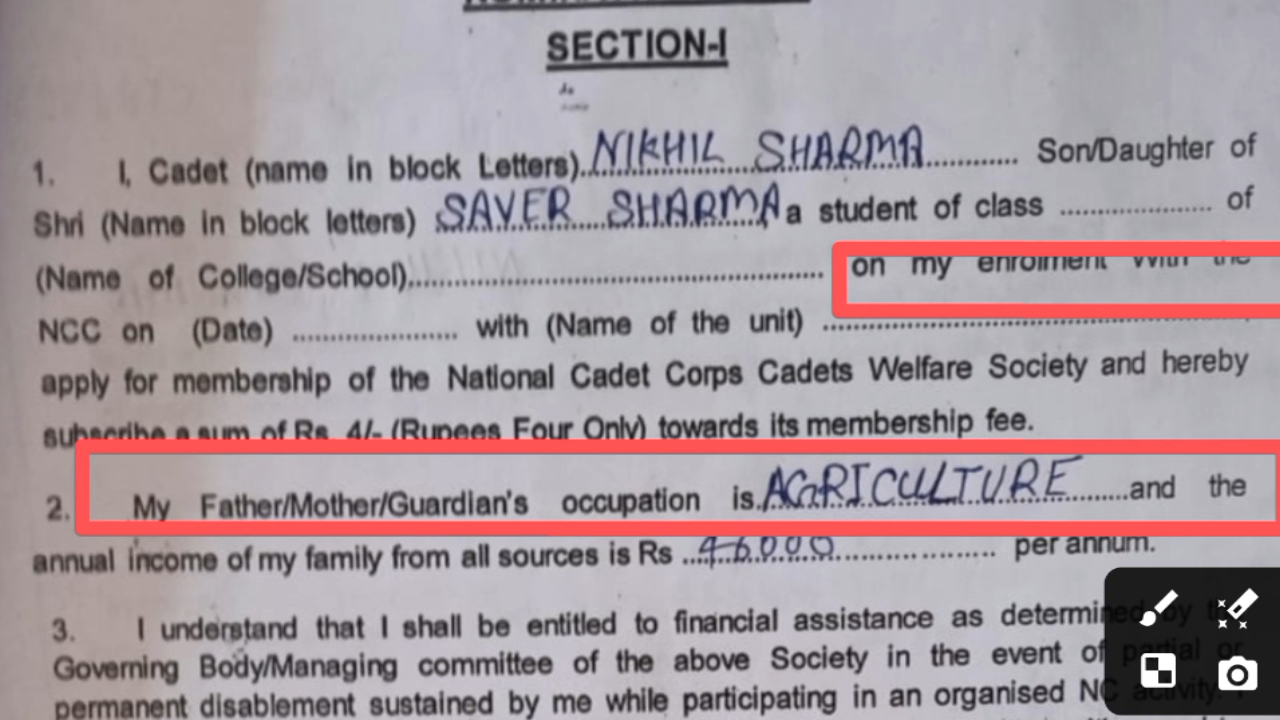 SECTION-I
1. I, Cadet (name in block Letters)..NIKHIL SHARMA............ Son/Daughter of
Shri (Name in block letters) SAVER SHARMA a student of class .................... of
(Name of College/School)....................................................... on my enrolment with the
NCC on (Date) ...................... with (Name of the unit) .......................................................
apply for membership of the National Cadet Corps Cadets Welfare Society and hereby
subscribe a sum of Rs. 4/- (Rupees Four Only) towards its membership fee.
2. My Father/Mother/Guardian's occupation is.AGRICULTURE.......and the
annual income of my family from all sources is Rs ...46000..................... per annum.
3. I understand that I shall be entitled to financial assistance as determined by
Governing Body/Managing committee of the above Society in the event of partial or
permanent disablement sustained by me while participating in an organised NC activity